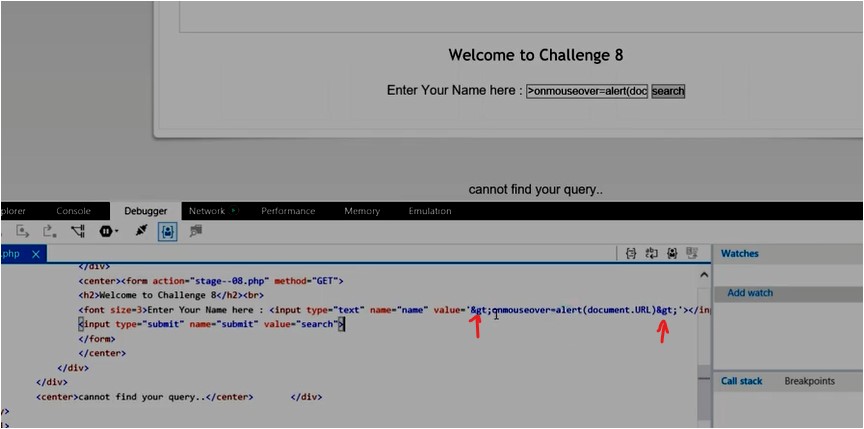 Welcome to Challenge 8
Enter Your Name here : >onmouseover=alert(doc search
cannot find your query..
plorer Console Debugger Network Performance Memory Emulation
.php X
Watches
Add watch
</div>
<center><form action="stage--08.php" method="GET">
<h2>Welcome to Challenge 8</h2><br>
<font size=3>Enter Your Name here : <input type="text" name="name" value='&gt;onmouseover=alert(document.URL)&gt;'></in
<input type="submit" name="submit" value="search">
</form>
</center>
</div>
</div>
<center>cannot find your query..</center> </div>
>
>
Call stack Breakpoints